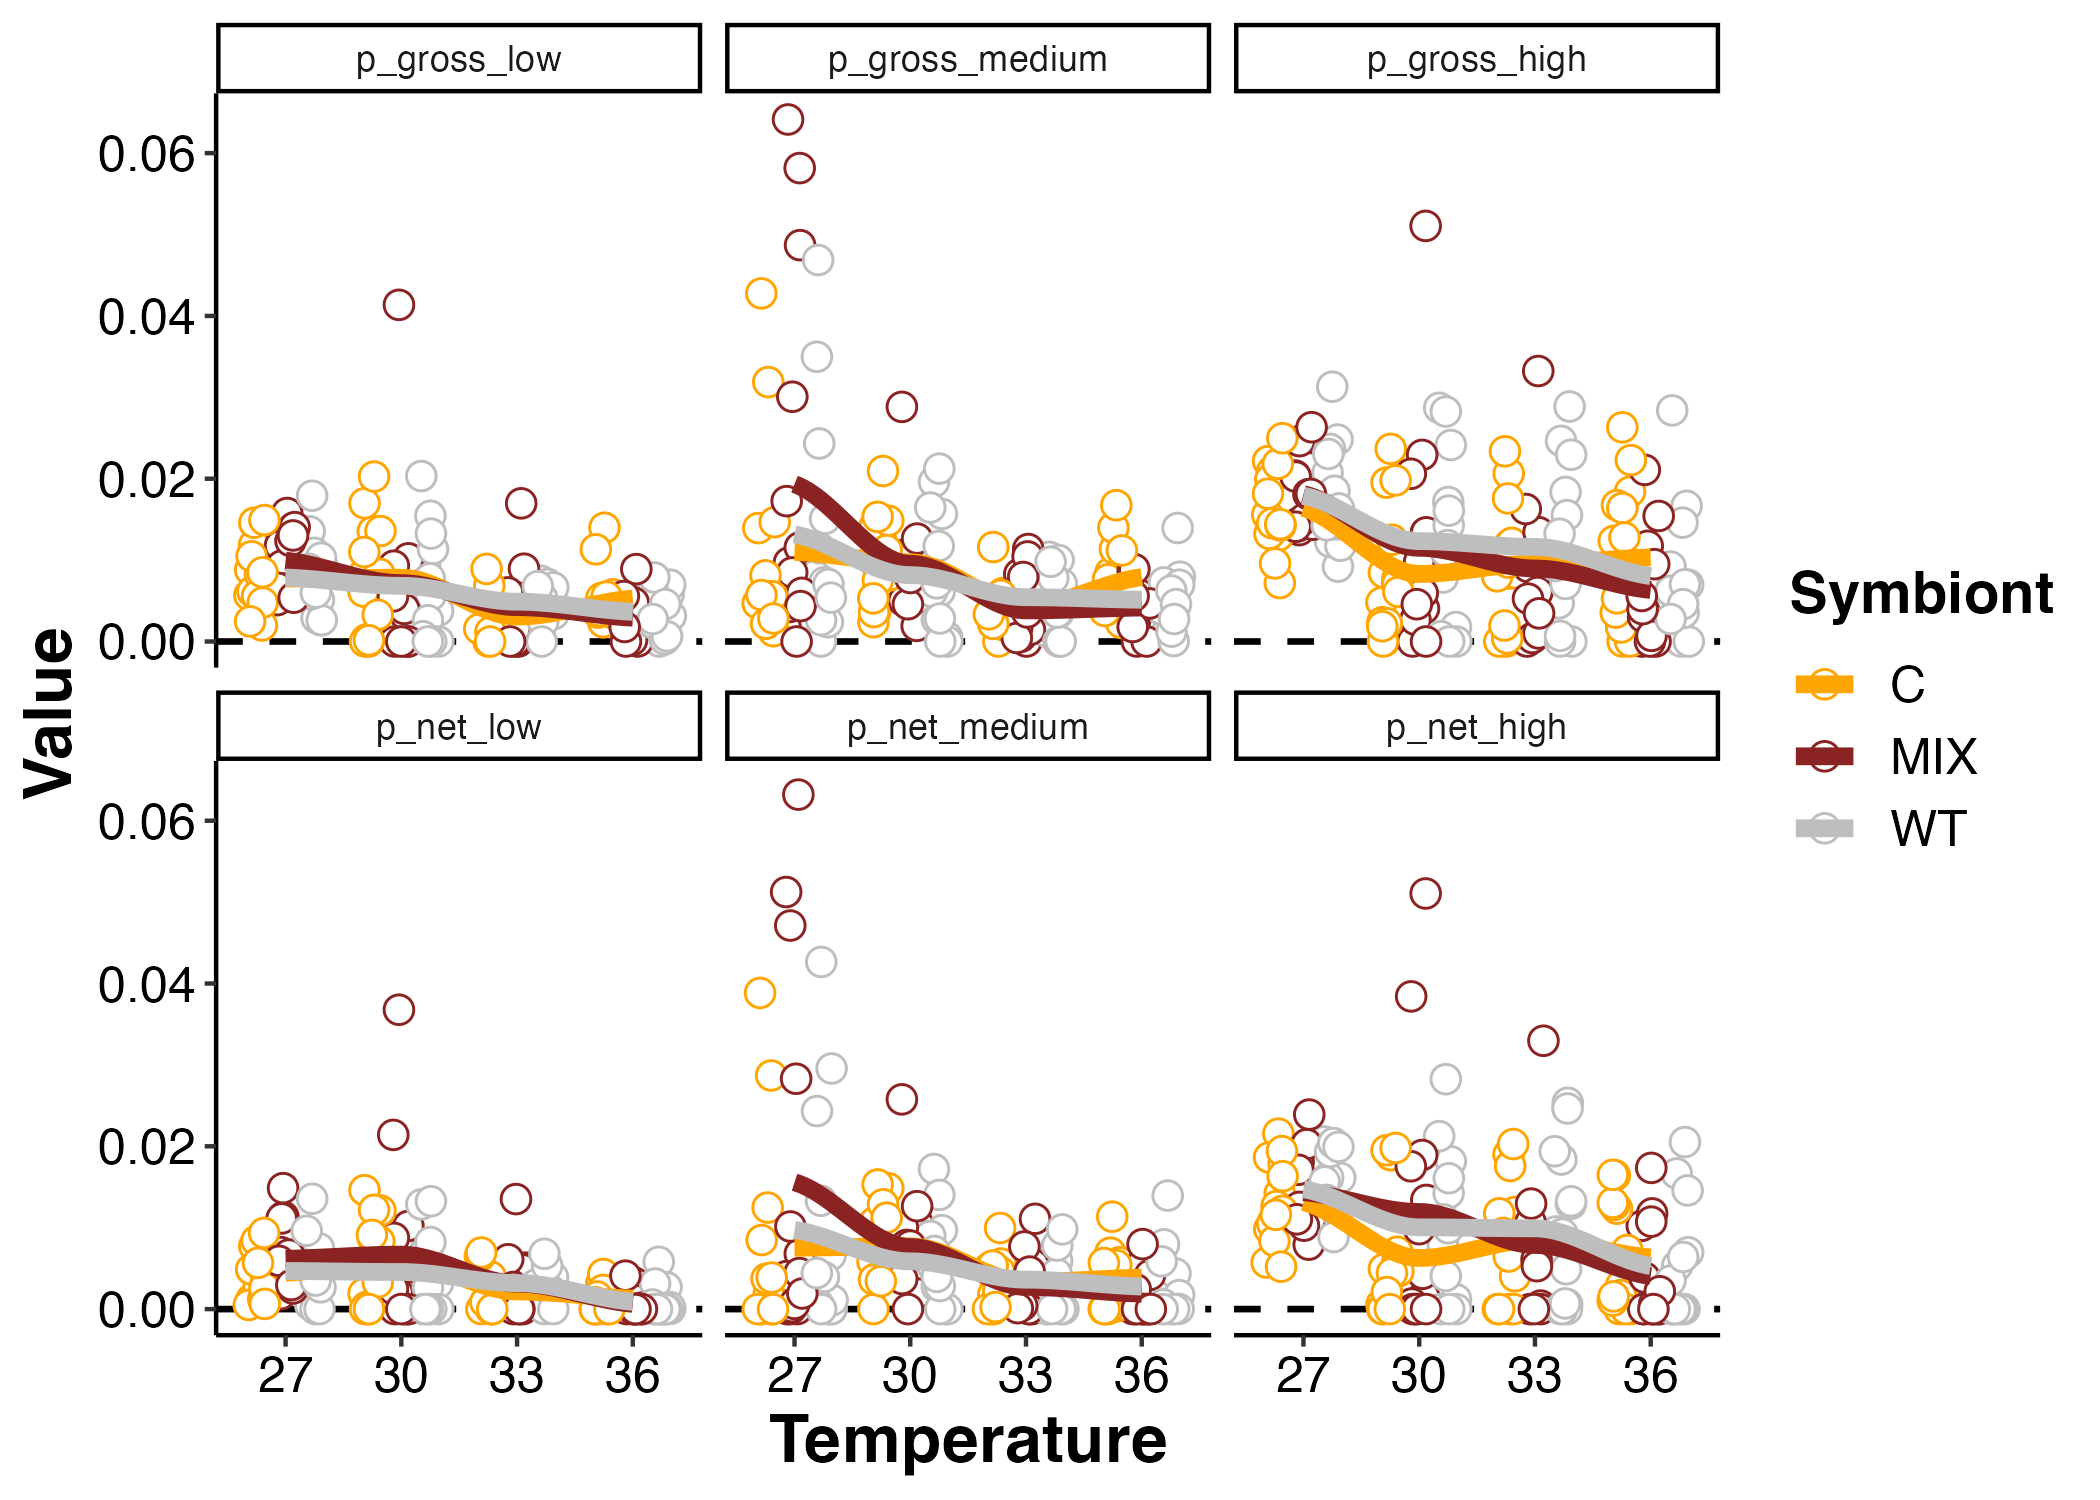 p_gross_low
p_gross_medium
p_gross_high
0.06
0.04
0.02
0.00
Value
p_net_low
p_net_medium
p_net_high
0.06
0.04
0.02
0.00
27 30 33 36
27 30 33 36
27 30 33 36
Temperature
Symbiont
C
MIX
WT